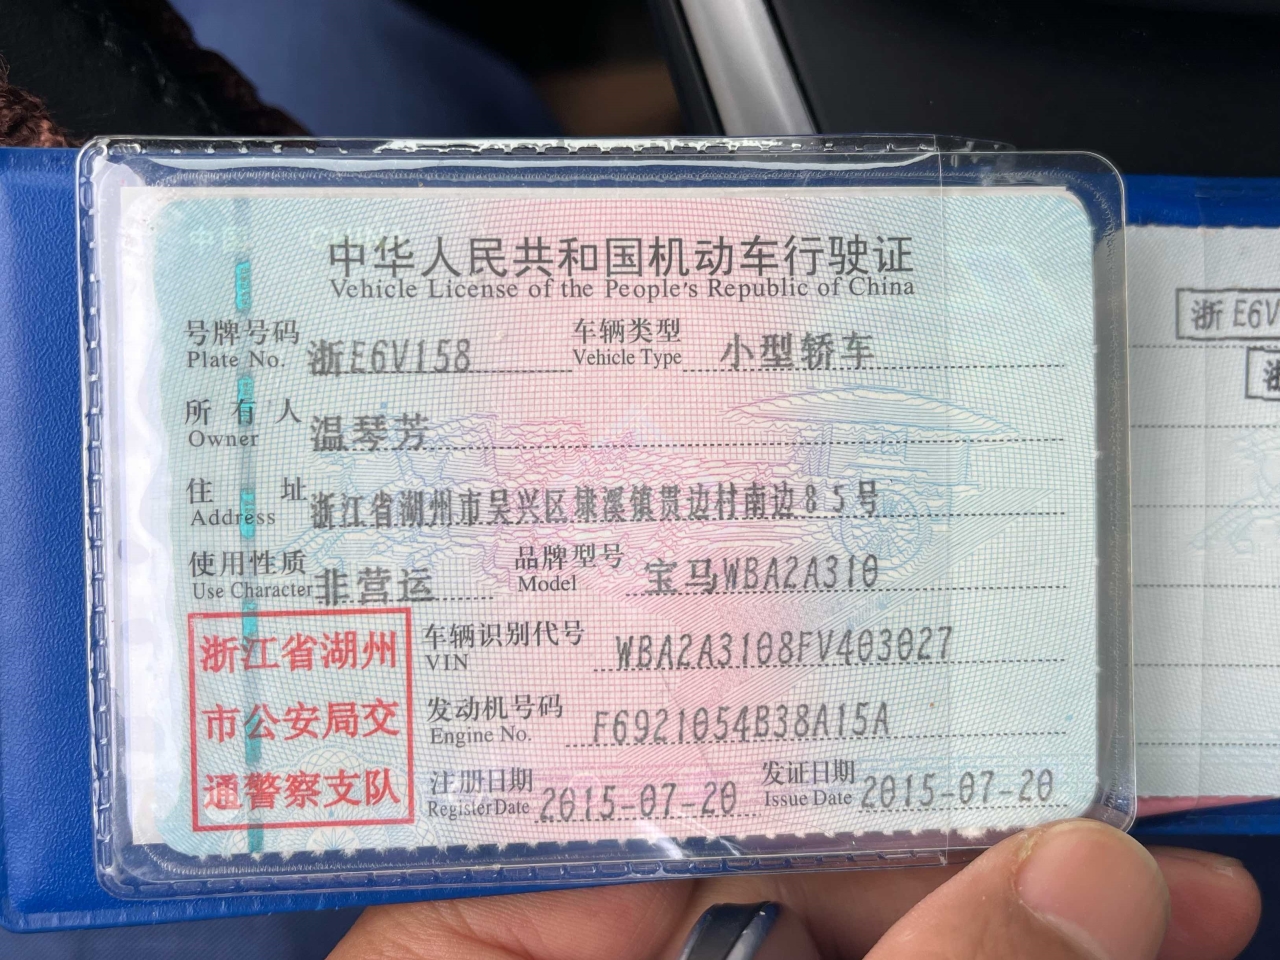 中华人民共和国机动车行驶证
Vehicle License of the People's Republic of China
号牌号码 浙E6V158 车辆类型 小型轿车
Plate No. Vehicle Type
所有人 温琴芳
Owner
住址 浙江省湖州市吴兴区埭溪镇贯边村南边85号
Address
使用性质 非营运 品牌型号 宝马WBA2A310
Use Character Model
车辆识别代号 WBA2A3108FV403027
VIN
发动机号码 F6921054B38A15A
Engine No.
注册日期 2015-07-20 发证日期 2015-07-20
Register Date Issue Date
浙江省湖州
市公安局交
通警察支队
浙E6V